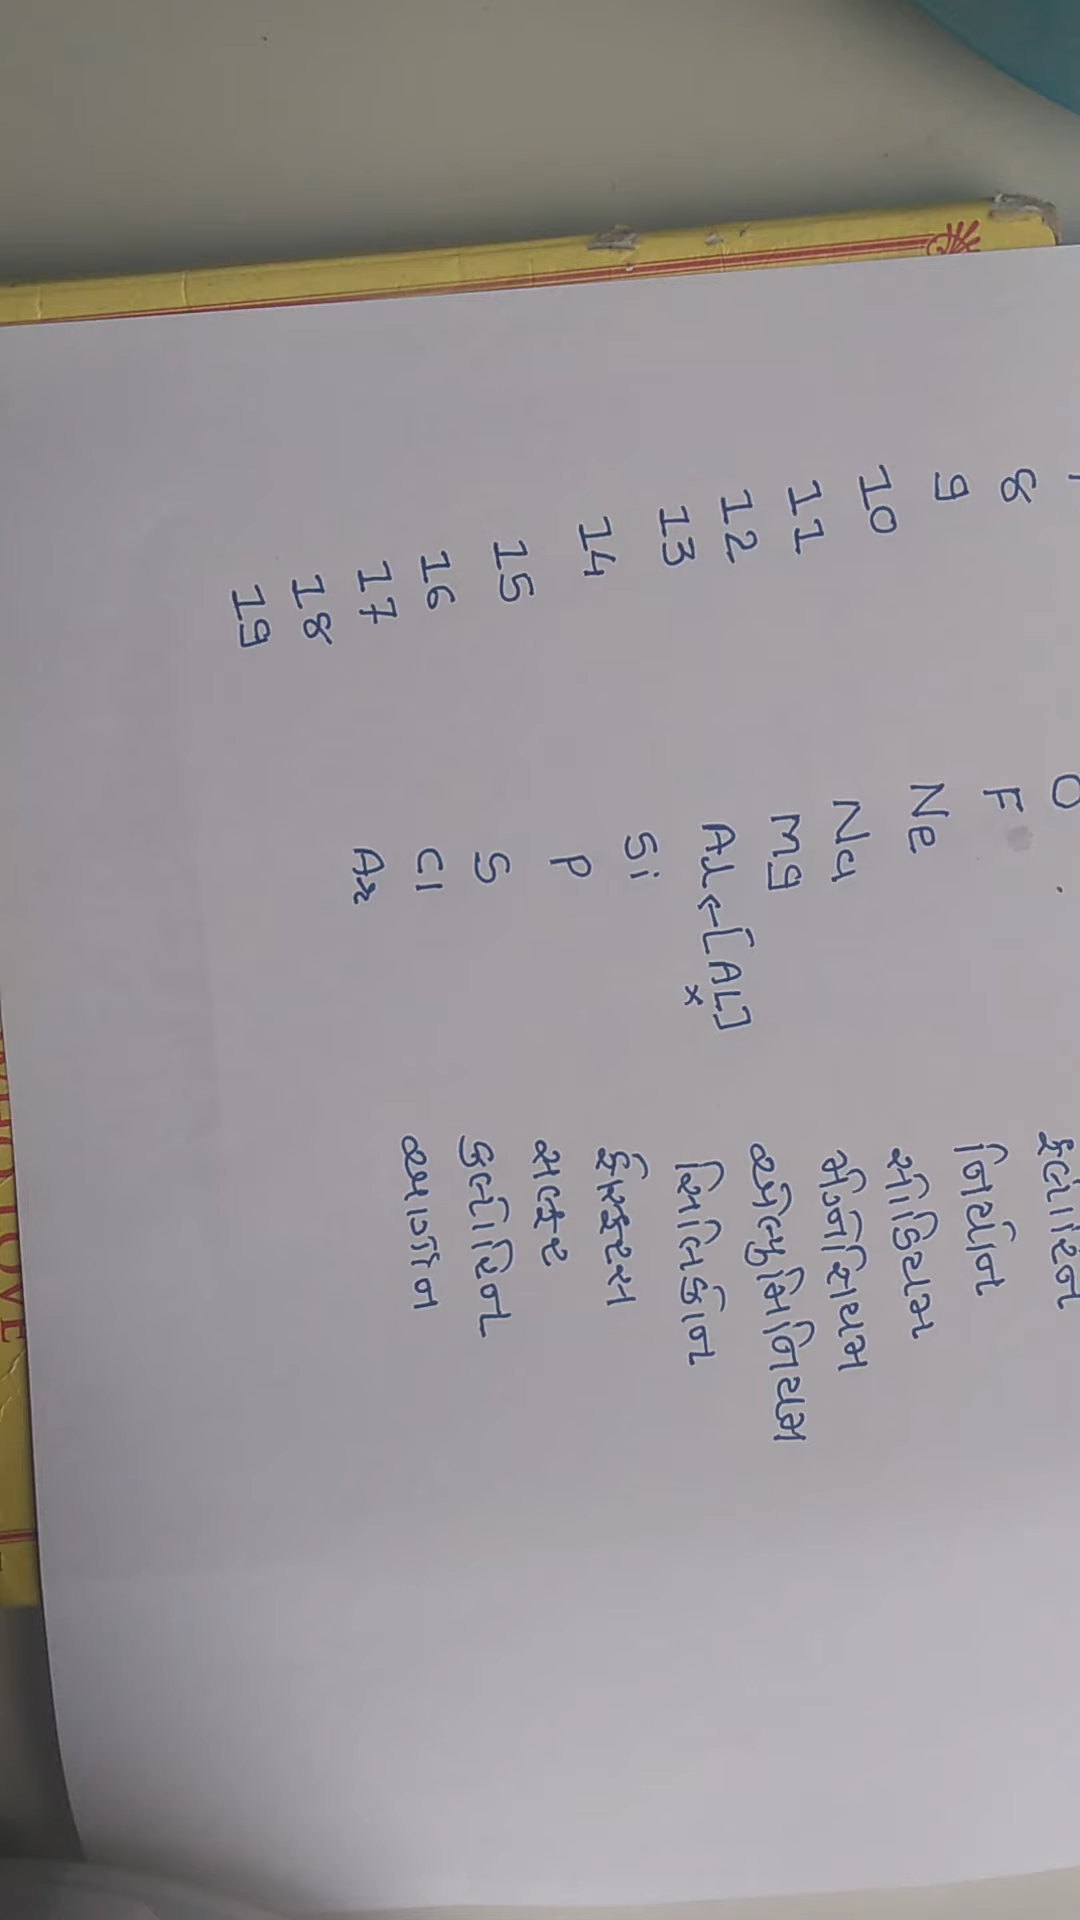 8 O
9 F ફ્લોરિન
10 Ne નિયોન
11 Na સોડિયમ
12 Mg મેગ્નેશિયમ
13 Al ← [AL] x એલ્યુમિનિયમ
14 Si સિલિકોન
15 P ફોસ્ફરસ
16 S સલ્ફર
17 Cl ક્લોરિન
18 Ar આર્ગોન
19
LOVE